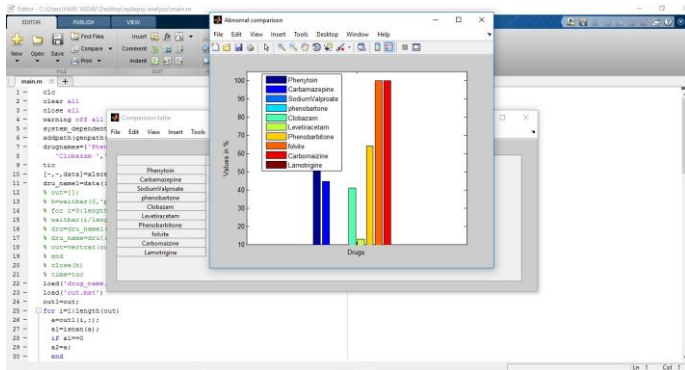 Editor - C:\Users\HARI YADAV\Desktop\epilepsy analysis\main.m
EDITOR PUBLISH VIEW
New Open Save
Find Files
Compare
Print
Insert
Comment
Indent
FILE
EDIT
main.m
1 - clc
2 - clear all
3 - close all
4 - warning off all
5 - system_dependent
6 - addpath(genpath(
7 - drugnames={'Phen
8 'Clobazam ','
9 - tic
10 - [~,~,data]=xlsre
11 - dru_name1=data(:
12 % out=[];
13 % h=waitbar(0,'p
14 % for i=5:length
15 % waitbar(i/leng
16 % dru=dru_name1(
17 % dru_name=dru(:
18 % out=vertcat(ou
19 % end
20 % close(h)
21 % time=toc
22 - load('drug_name.
23 - load('out.mat')
24 - out1=out;
25 - for i=1:length(out)
26 - a=out1(i,:);
27 - a1=isnan(a);
28 - if a1==0
29 - a2=a;
30 - end
Comparision table
File Edit View Insert Tools
Phenytoin
Carbamazepine
SodiumValproate
phenobartone
Clobazam
Levetiracetam
Phenobarbitone
folvite
Carbomaizine
Lamotrigine
Abnormal comparison
File Edit View Insert Tools Desktop Window Help
100
90
80
70
60
50
40
30
20
10
Values in %
Drugs
Phenytoin
Carbamazepine
SodiumValproate
phenobartone
Clobazam
Levetiracetam
Phenobarbitone
folvite
Carbomaizine
Lamotrigine
Ln 1 Col 1